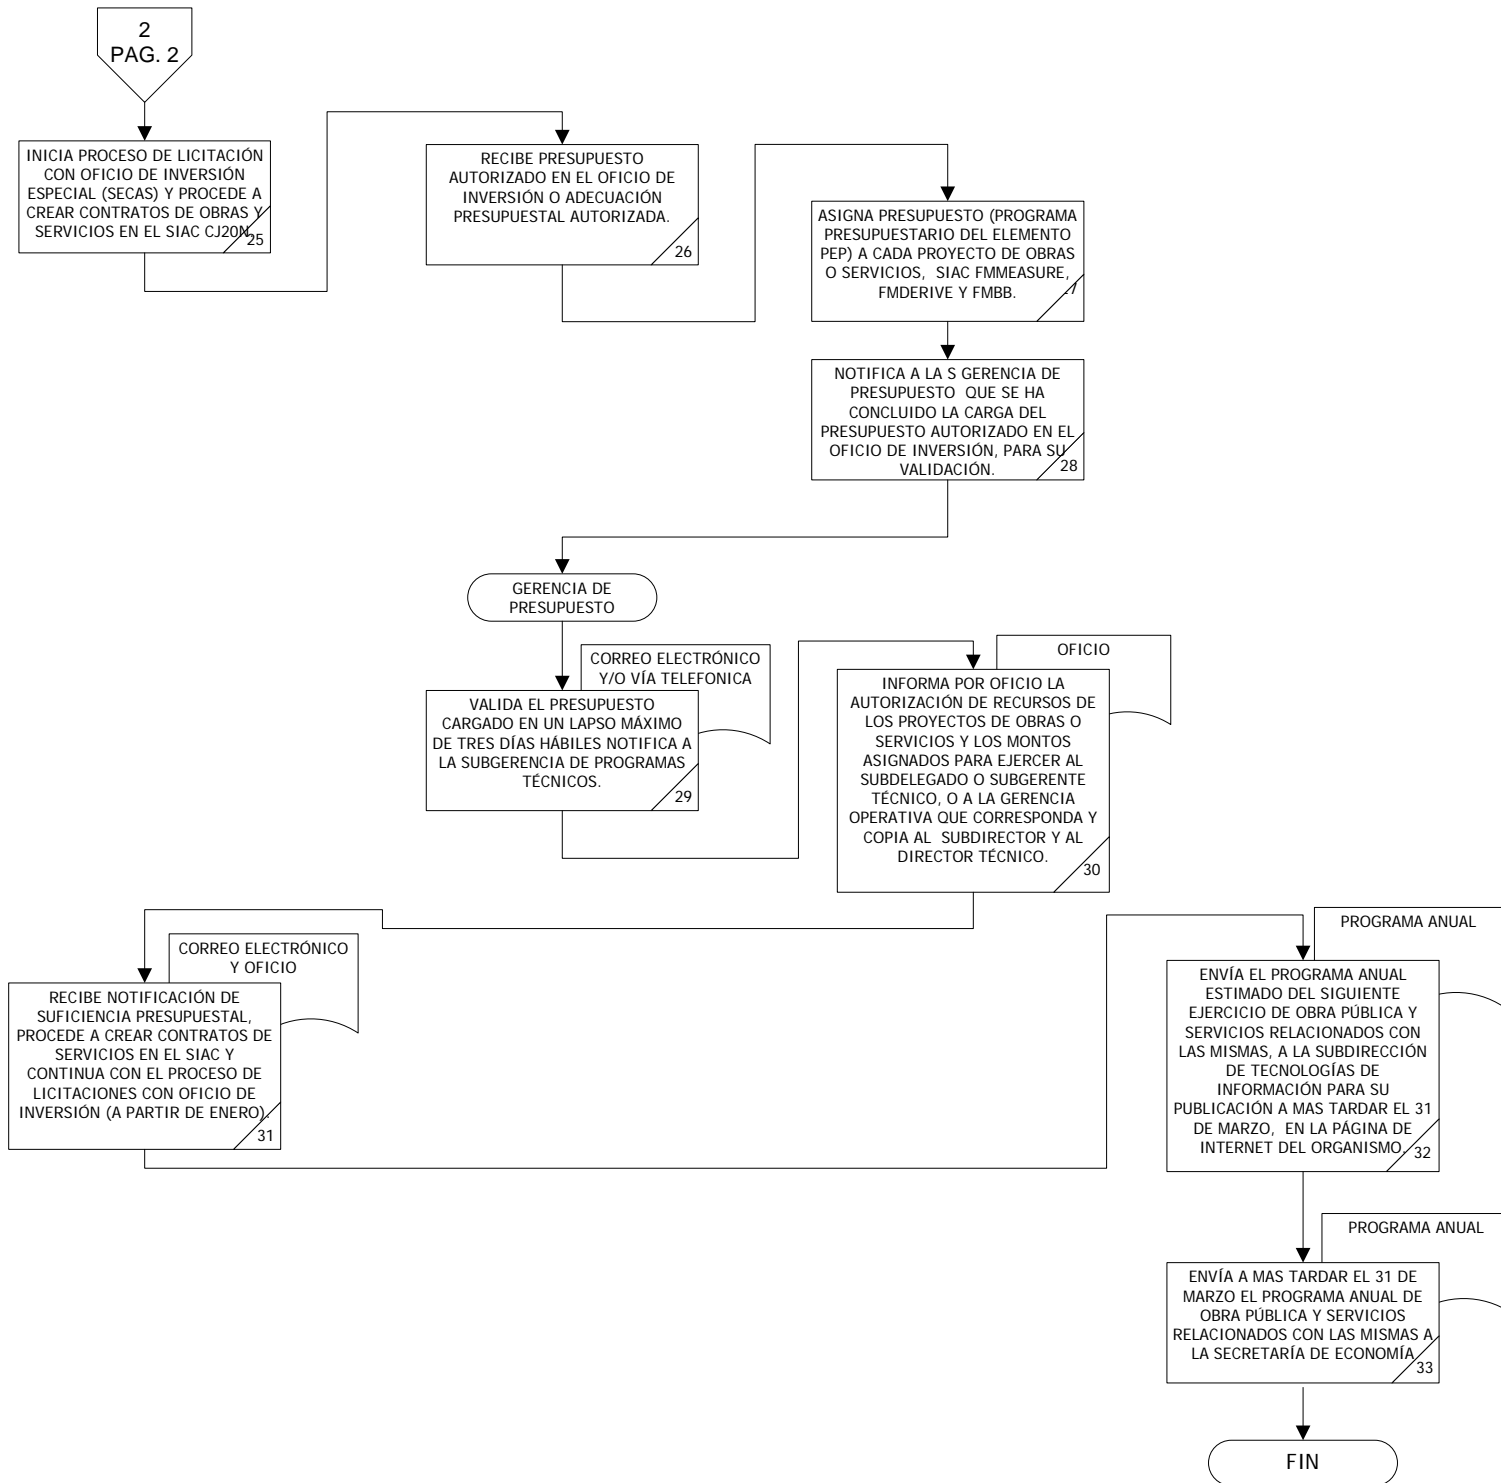 2
PAG. 2
INICIA PROCESO DE LICITACIÓN
CON OFICIO DE INVERSIÓN
ESPECIAL (SECAS) Y PROCEDE A
CREAR CONTRATOS DE OBRAS Y
SERVICIOS EN EL SIAC CJ20N.
25
RECIBE PRESUPUESTO
AUTORIZADO EN EL OFICIO DE
INVERSIÓN O ADECUACIÓN
PRESUPUESTAL AUTORIZADA.
26
ASIGNA PRESUPUESTO (PROGRAMA
PRESUPUESTARIO DEL ELEMENTO
PEP) A CADA PROYECTO DE OBRAS
O SERVICIOS, SIAC FMMEASURE,
FMDERIVE Y FMBB.
NOTIFICA A LA S GERENCIA DE
PRESUPUESTO QUE SE HA
CONCLUIDO LA CARGA DEL
PRESUPUESTO AUTORIZADO EN EL
OFICIO DE INVERSIÓN, PARA SU
VALIDACIÓN.
28
GERENCIA DE
PRESUPUESTO
CORREO ELECTRÓNICO
Y/O VÍA TELEFONICA
VALIDA EL PRESUPUESTO
CARGADO EN UN LAPSO MÁXIMO
DE TRES DÍAS HÁBILES NOTIFICA A
LA SUBGERENCIA DE PROGRAMAS
TÉCNICOS.
29
OFICIO
INFORMA POR OFICIO LA
AUTORIZACIÓN DE RECURSOS DE
LOS PROYECTOS DE OBRAS O
SERVICIOS Y LOS MONTOS
ASIGNADOS PARA EJERCER AL
SUBDELEGADO O SUBGERENTE
TÉCNICO, O A LA GERENCIA
OPERATIVA QUE CORRESPONDA Y
COPIA AL SUBDIRECTOR Y AL
DIRECTOR TÉCNICO.
30
CORREO ELECTRÓNICO
Y OFICIO
RECIBE NOTIFICACIÓN DE
SUFICIENCIA PRESUPUESTAL,
PROCEDE A CREAR CONTRATOS DE
SERVICIOS EN EL SIAC Y
CONTINUA CON EL PROCESO DE
LICITACIONES CON OFICIO DE
INVERSIÓN (A PARTIR DE ENERO).
31
PROGRAMA ANUAL
ENVÍA EL PROGRAMA ANUAL
ESTIMADO DEL SIGUIENTE
EJERCICIO DE OBRA PÚBLICA Y
SERVICIOS RELACIONADOS CON
LAS MISMAS, A LA SUBDIRECCIÓN
DE TECNOLOGÍAS DE
INFORMACIÓN PARA SU
PUBLICACIÓN A MAS TARDAR EL 31
DE MARZO, EN LA PÁGINA DE
INTERNET DEL ORGANISMO.
32
PROGRAMA ANUAL
ENVÍA A MAS TARDAR EL 31 DE
MARZO EL PROGRAMA ANUAL DE
OBRA PÚBLICA Y SERVICIOS
RELACIONADOS CON LAS MISMAS A
LA SECRETARÍA DE ECONOMÍA
33
FIN